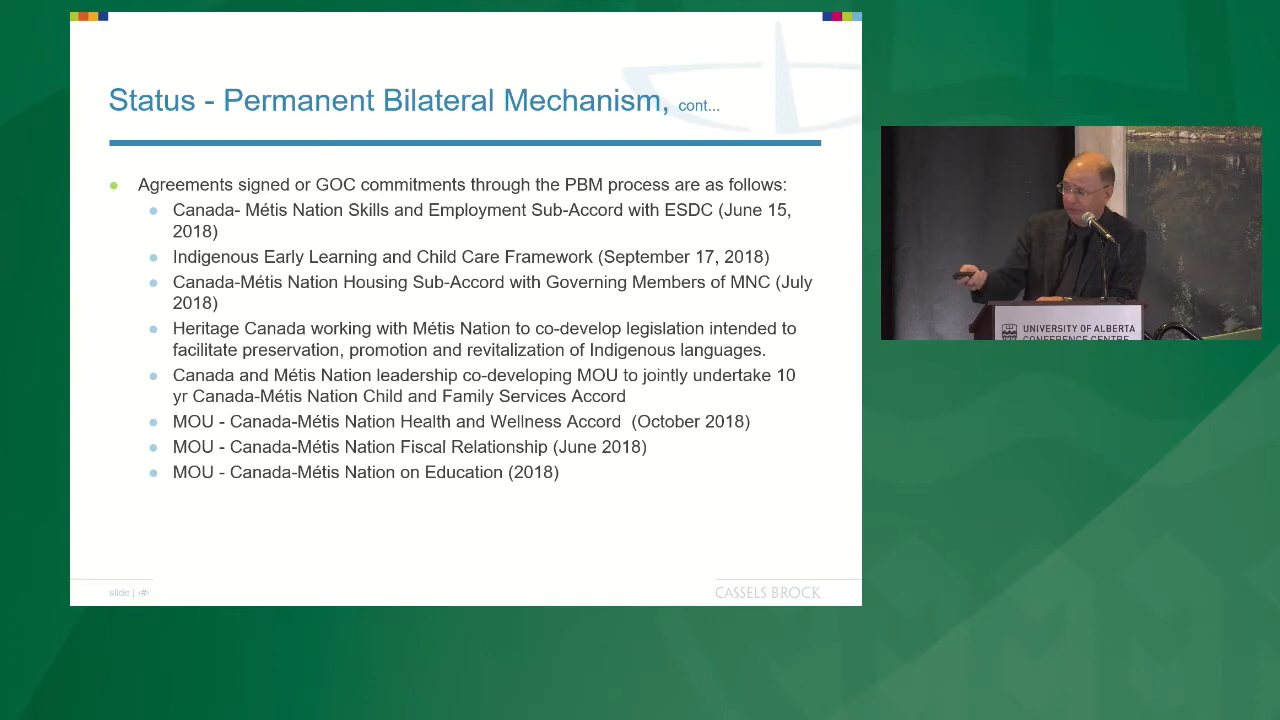 Status - Permanent Bilateral Mechanism, cont...
Agreements signed or GOC commitments through the PBM process are as follows:
Canada- Métis Nation Skills and Employment Sub-Accord with ESDC (June 15,
2018)
Indigenous Early Learning and Child Care Framework (September 17, 2018)
Canada-Métis Nation Housing Sub-Accord with Governing Members of MNC (July
2018)
Heritage Canada working with Métis Nation to co-develop legislation intended to
facilitate preservation, promotion and revitalization of Indigenous languages.
Canada and Métis Nation leadership co-developing MOU to jointly undertake 10
yr Canada-Métis Nation Child and Family Services Accord
MOU - Canada-Métis Nation Health and Wellness Accord (October 2018)
MOU - Canada-Métis Nation Fiscal Relationship (June 2018)
MOU - Canada-Métis Nation on Education (2018)
slide | ‹#›
CASSELS BROCK
UNIVERSITY OF ALBERTA
CONFERENCE CENTRE